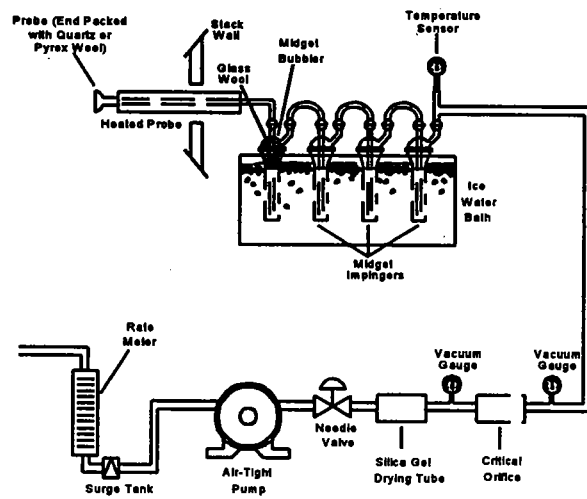 Probe (End Packed
with Quartz or
Pyrex Wool)
Stack
Wall
Glass
Wool
Midget
Bubbler
Temperature
Sensor
Heated Probe
Ice
Water
Bath
Midget
Impingers
Rate
Meter
Vacuum
Gauge
Vacuum
Gauge
Needle
Valve
Surge Tank
Air-Tight
Pump
Silica Gel
Drying Tube
Critical
Orifice